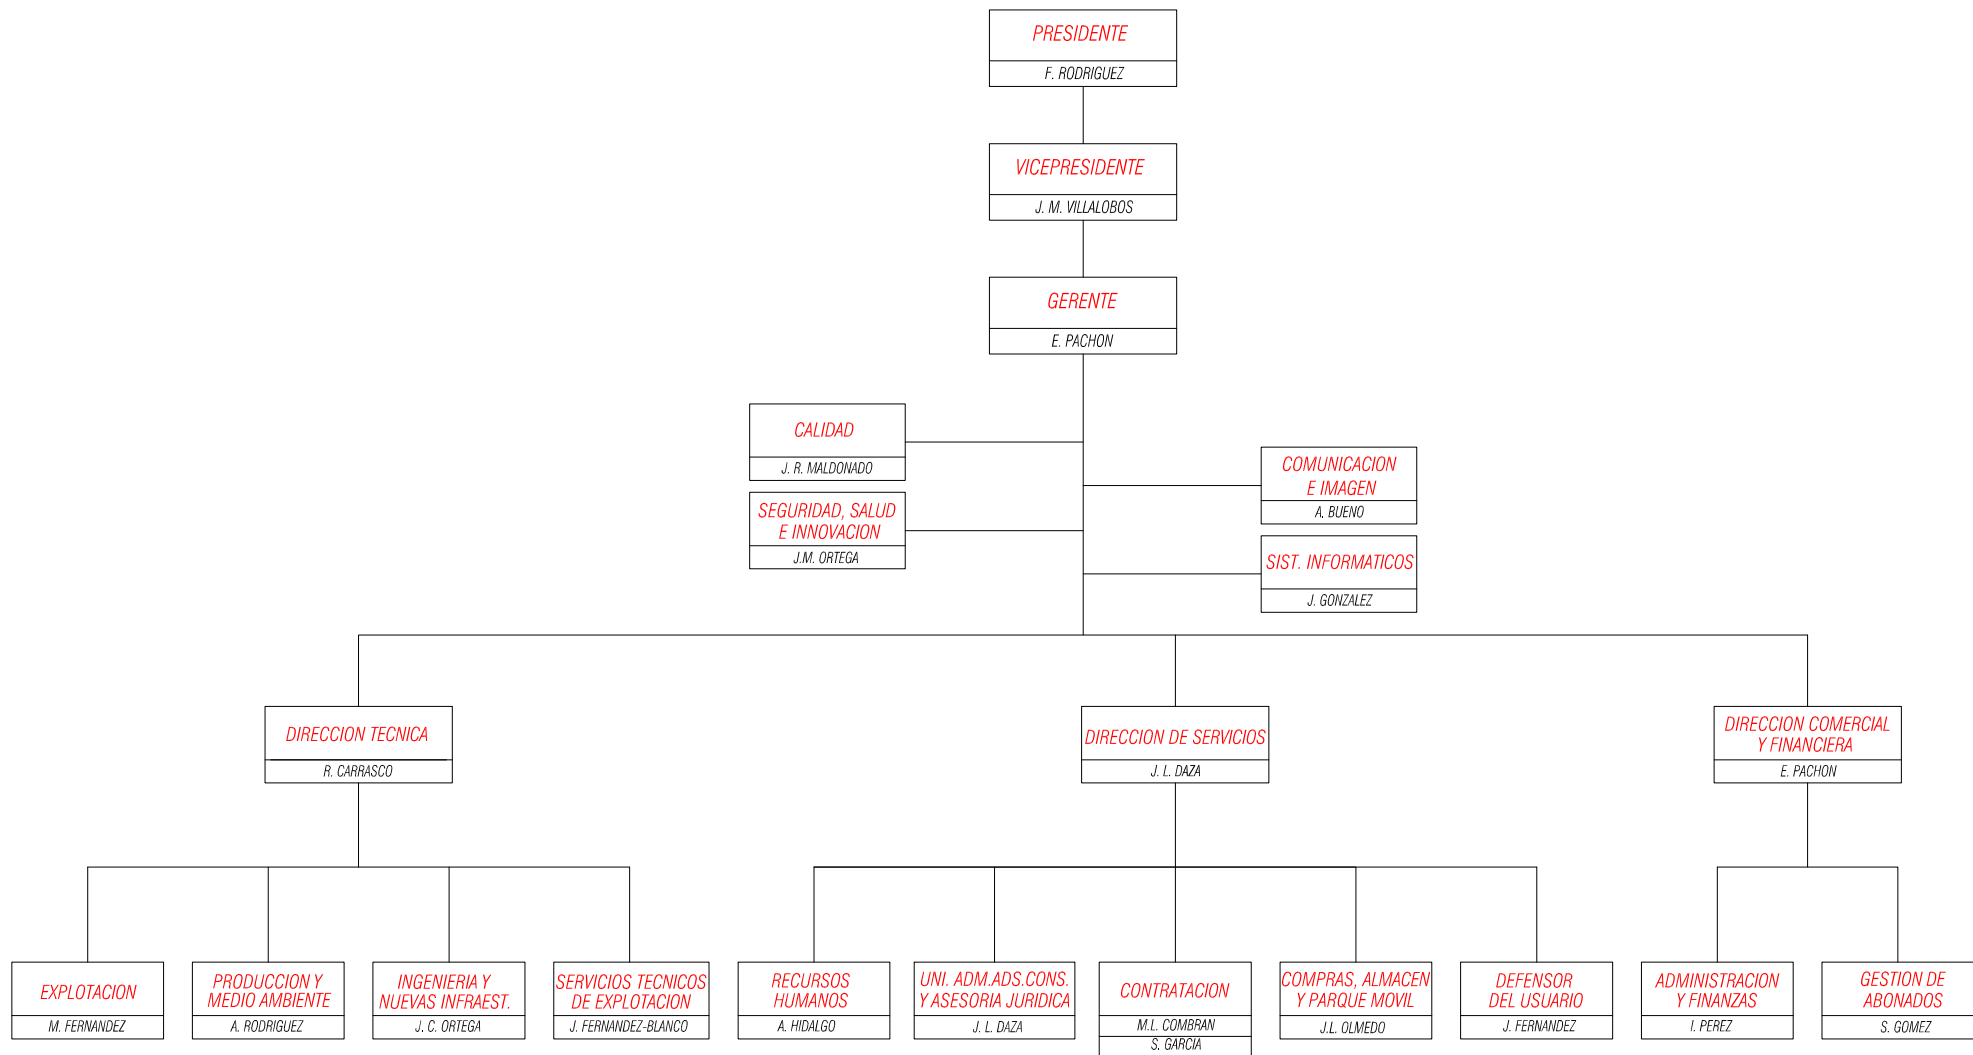 PRESIDENTE
F. RODRIGUEZ
VICEPRESIDENTE
J. M. VILLALOBOS
GERENTE
E. PACHON
CALIDAD
J. R. MALDONADO
COMUNICACION
E IMAGEN
A. BUENO
SEGURIDAD, SALUD
E INNOVACION
J.M. ORTEGA
SIST. INFORMATICOS
J. GONZALEZ
DIRECCION TECNICA
R. CARRASCO
DIRECCION DE SERVICIOS
J. L. DAZA
DIRECCION COMERCIAL
Y FINANCIERA
E. PACHON
EXPLOTACION
M. FERNANDEZ
PRODUCCION Y
MEDIO AMBIENTE
A. RODRIGUEZ
INGENIERIA Y
NUEVAS INFRAEST.
J. C. ORTEGA
SERVICIOS TECNICOS
DE EXPLOTACION
J. FERNANDEZ-BLANCO
RECURSOS
HUMANOS
A. HIDALGO
UNI. ADM.ADS.CONS.
Y ASESORIA JURIDICA
J. L. DAZA
CONTRATACION
M.L. COMBRAN
S. GARCIA
COMPRAS, ALMACEN
Y PARQUE MOVIL
J.L. OLMEDO
DEFENSOR
DEL USUARIO
J. FERNANDEZ
ADMINISTRACION
Y FINANZAS
I. PEREZ
GESTION DE
ABONADOS
S. GOMEZ